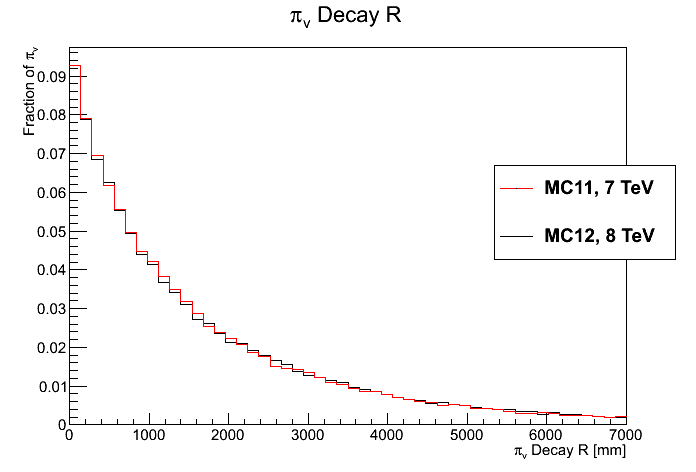 πv Decay R
Fraction of πv
0.09
0.08
0.07
0.06
0.05
0.04
0.03
0.02
0.01
0
MC11, 7 TeV
MC12, 8 TeV
0 1000 2000 3000 4000 5000 6000 7000
πv Decay R [mm]